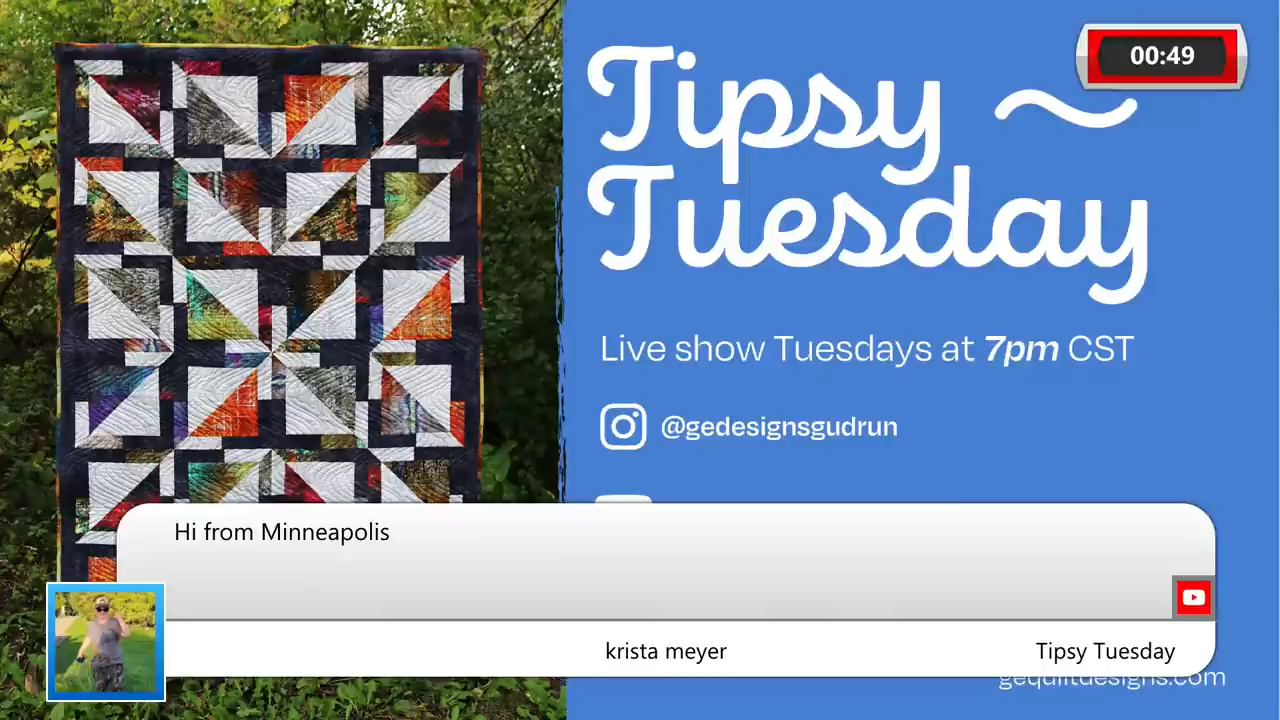 00:49
Tipsy ~
Tuesday
Live show Tuesdays at 7pm CST
@gedesignsgudrun
Hi from Minneapolis
krista meyer
Tipsy Tuesday
gequiltdesigns.com